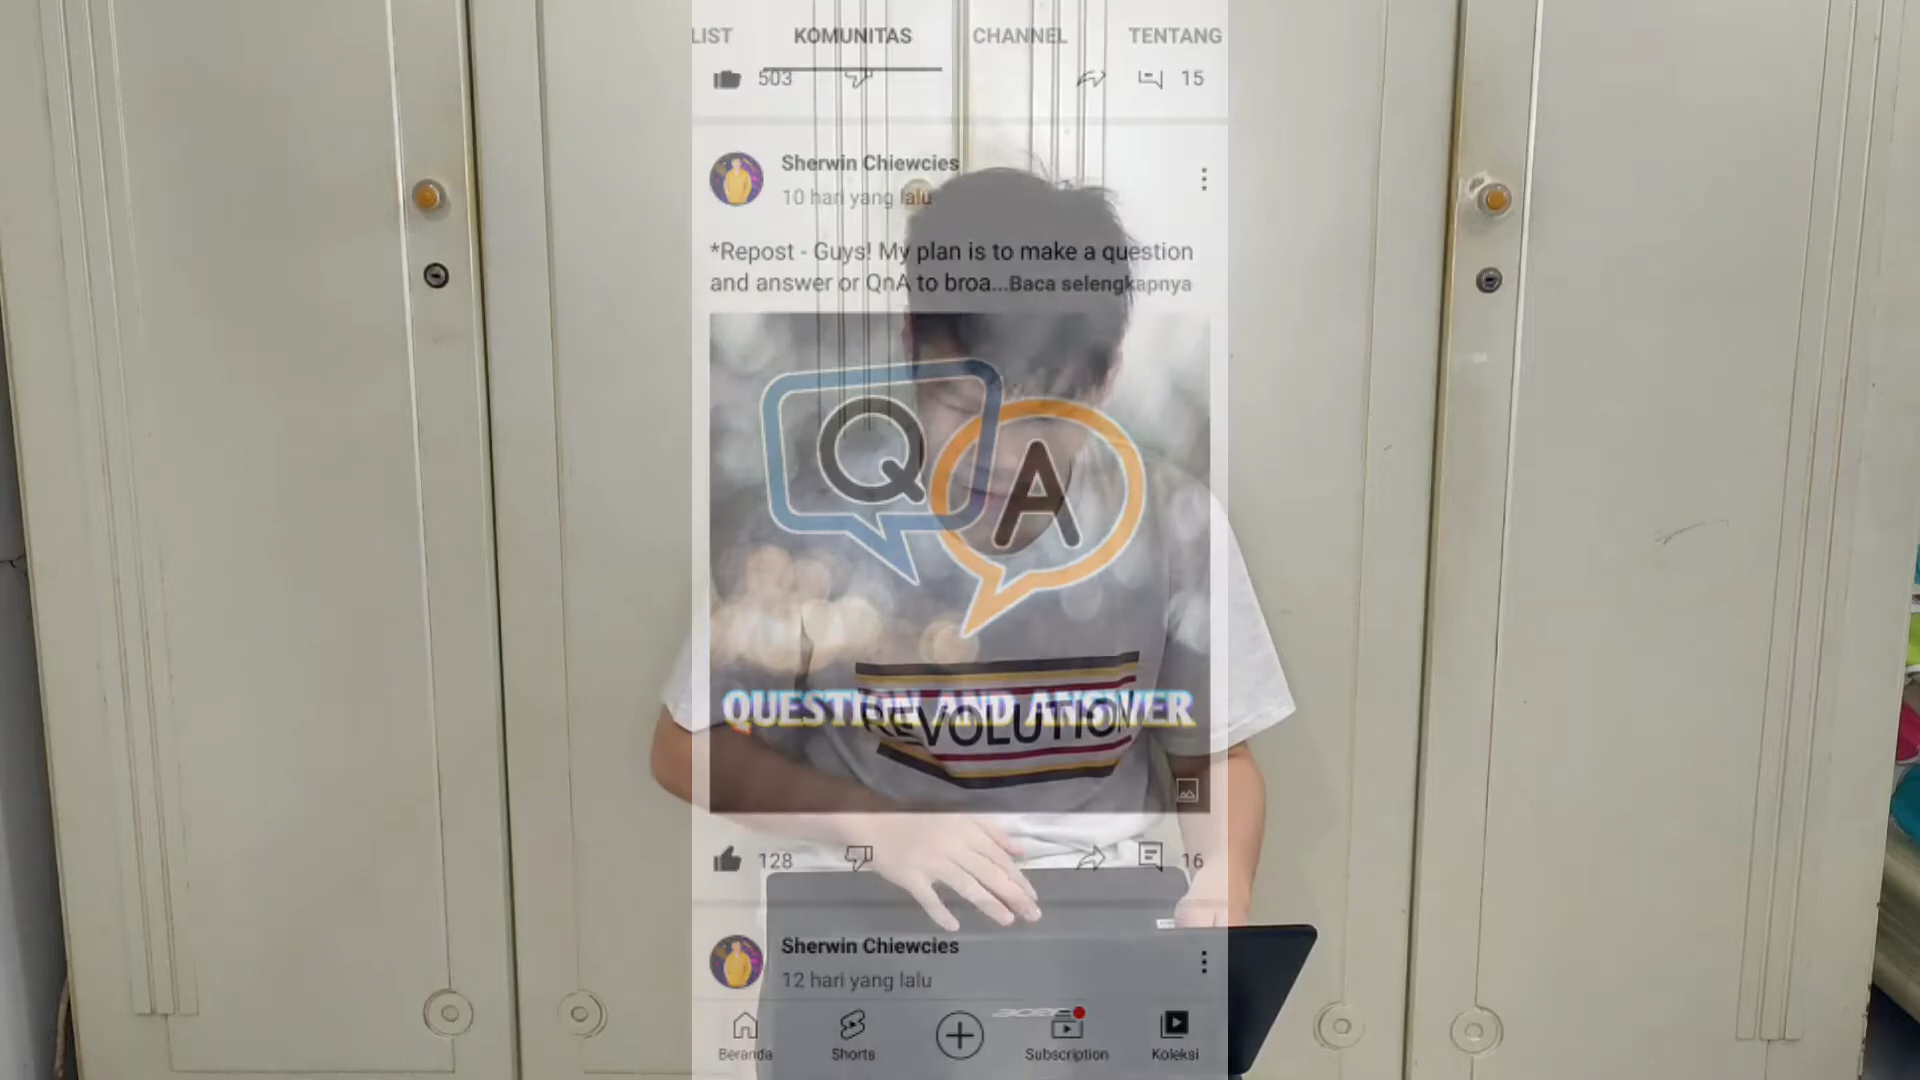 LIST KOMUNITAS CHANNEL TENTANG
503 15
Sherwin Chiewcies
10 hari yang lalu
*Repost - Guys! My plan is to make a question
and answer or QnA to broa...Baca selengkapnya
Q A
QUESTION AND ANSWER
REVOLUTION
128 16
Sherwin Chiewcies
12 hari yang lalu
acer
Beranda Shorts Subscription Koleksi